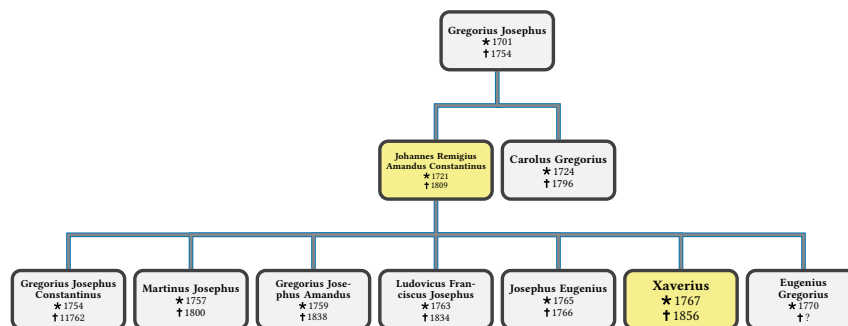 Gregorius Josephus
★ 1701
† 1754
Johannes Remigius
Amandus Constantinus
★ 1721
† 1809
Carolus Gregorius
★ 1724
† 1796
Gregorius Josephus
Constantinus
★ 1754
† 11762
Martinus Josephus
★ 1757
† 1800
Gregorius Jose-
phus Amandus
★ 1759
† 1838
Ludovicus Fran-
ciscus Josephus
★ 1763
† 1834
Josephus Eugenius
★ 1765
† 1766
Xaverius
★ 1767
† 1856
Eugenius
Gregorius
★ 1770
† ?